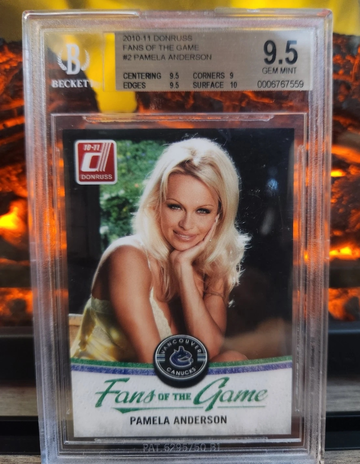 B
BECKETT
2010-11 DONRUSS
FANS OF THE GAME
#2 PAMELA ANDERSON
CENTERING 9.5 CORNERS 9
EDGES 9.5 SURFACE 10
9.5
GEM MINT
0006767559
10-11
d
DONRUSS
VANCOUVER
CANUCKS
Fans OF THE Game
PAMELA ANDERSON